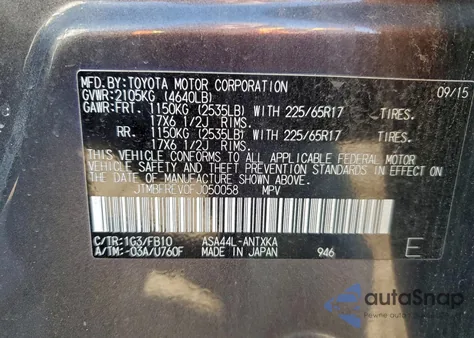 MFD. BY: TOYOTA MOTOR CORPORATION 09/15
GVWR: 2105KG (4640LB)
GAWR: FRT. 1150KG (2535LB) WITH 225/65R17 TIRES.
17X6 1/2J RIMS.
RR. 1150KG (2535LB) WITH 225/65R17 TIRES.
17X6 1/2J RIMS.
THIS VEHICLE CONFORMS TO ALL APPLICABLE FEDERAL MOTOR
VEHICLE SAFETY STANDARDS IN EFFECT ON THE DATE OF
MANUFACTURE SHOWN ABOVE.
JTMBFREV0FJ050058 MPV
C/TR: 1G3/FB10 ASA44L-ANTXKA
A/TM: -03A/U760F MADE IN JAPAN 946 E
autoSnap